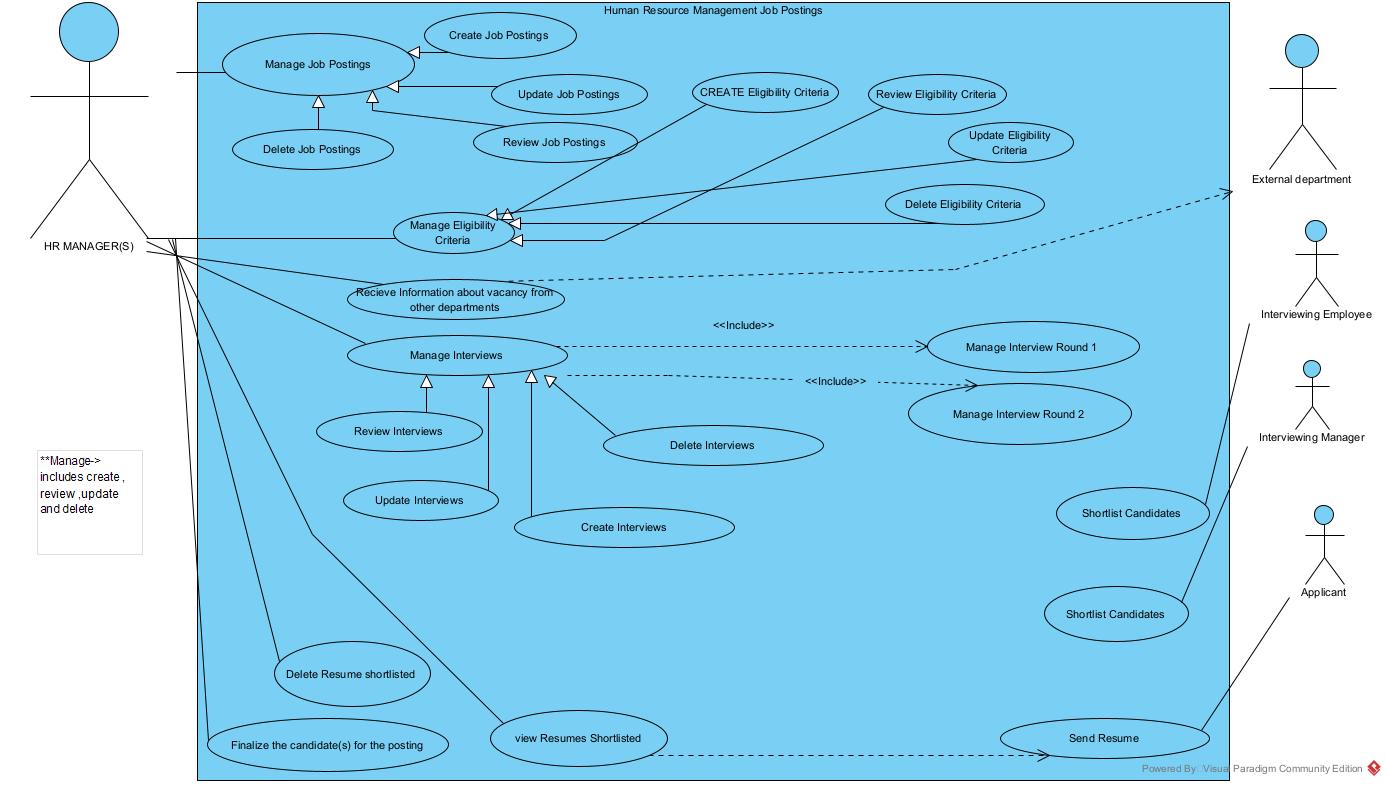 Human Resource Management Job Postings
Create Job Postings
Manage Job Postings
Update Job Postings
CREATE Eligibility Criteria
Review Eligibility Criteria
Delete Job Postings
Review Job Postings
Update Eligibility
Criteria
External department
Delete Eligibility Criteria
Manage Eligibility
Criteria
HR MANAGER(S)
Recieve Information about vacancy from
other departments
Interviewing Employee
<<Include>>
Manage Interviews
Manage Interview Round 1
<<Include>>
Manage Interview Round 2
Interviewing Manager
Review Interviews
Delete Interviews
**Manage->
includes create ,
review ,update
and delete
Update Interviews
Create Interviews
Shortlist Candidates
Applicant
Shortlist Candidates
Delete Resume shortlisted
Finalize the candidate(s) for the posting
view Resumes Shortlisted
Send Resume
Powered By Visual Paradigm Community Edition